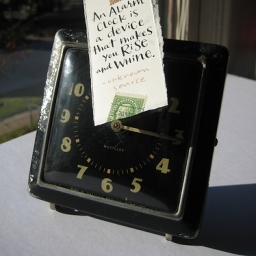 An Alarm
Clock is
a device
that makes
you Rise
and Whine.
-unknown
source
10
9
8
7
6
5
4
3
2